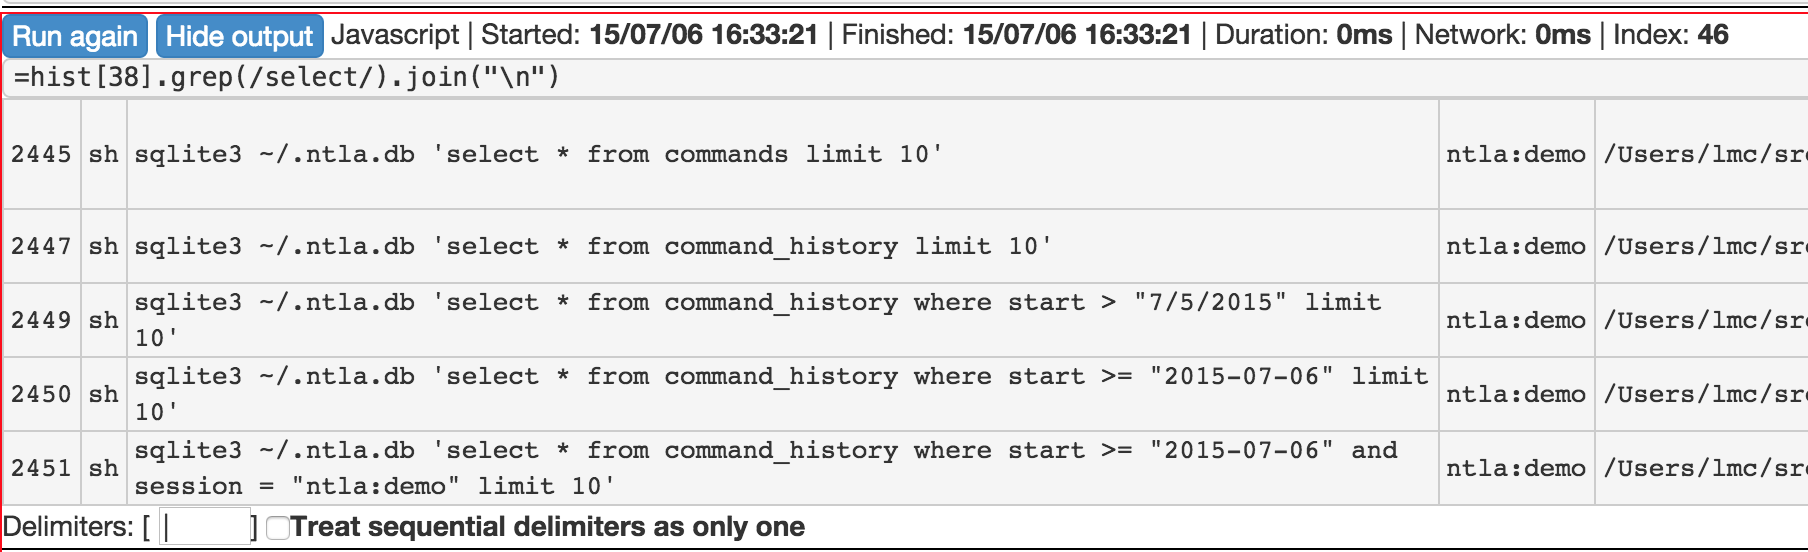 Run again Hide output Javascript | Started: 15/07/06 16:33:21 | Finished: 15/07/06 16:33:21 | Duration: 0ms | Network: 0ms | Index: 46
=hist[38].grep(/select/).join("\n")
2445 sh sqlite3 ~/.ntla.db 'select * from commands limit 10' ntla:demo /Users/lmc/src
2447 sh sqlite3 ~/.ntla.db 'select * from command_history limit 10' ntla:demo /Users/lmc/src
2449 sh sqlite3 ~/.ntla.db 'select * from command_history where start > "7/5/2015" limit
10' ntla:demo /Users/lmc/src
2450 sh sqlite3 ~/.ntla.db 'select * from command_history where start >= "2015-07-06" limit
10' ntla:demo /Users/lmc/src
2451 sh sqlite3 ~/.ntla.db 'select * from command_history where start >= "2015-07-06" and
session = "ntla:demo" limit 10' ntla:demo /Users/lmc/src
Delimiters: [ | ] Treat sequential delimiters as only one